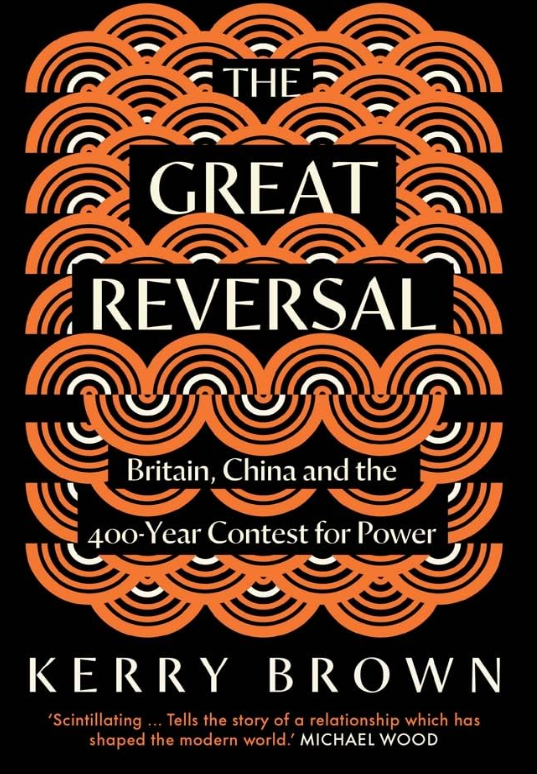 THE
GREAT
REVERSAL
Britain, China and the
400-Year Contest for Power
KERRY BROWN
‘Scintillating ... Tells the story of a relationship which has
shaped the modern world.’ MICHAEL WOOD